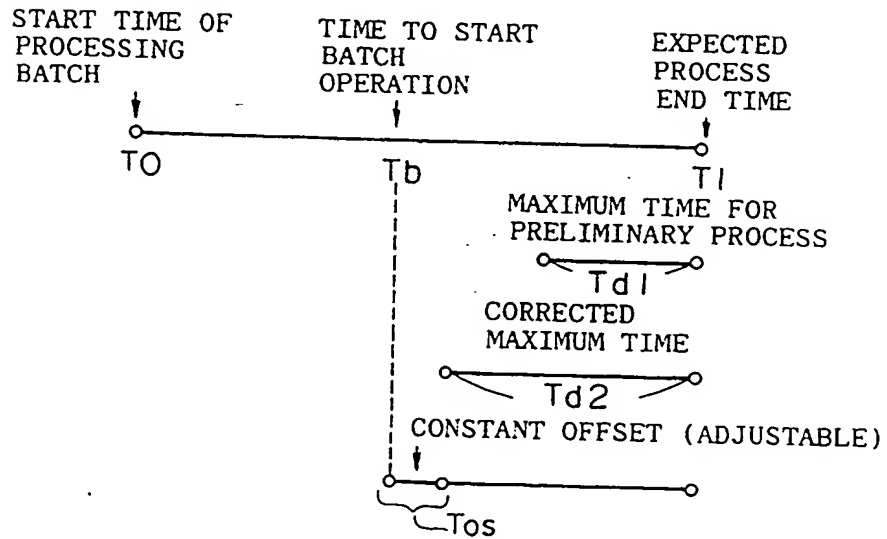 START TIME OF
PROCESSING
BATCH
TIME TO START
BATCH
OPERATION
EXPECTED
PROCESS
END TIME
TO
Tb
T1
MAXIMUM TIME FOR
PRELIMINARY PROCESS
Td1
CORRECTED
MAXIMUM TIME
Td2
CONSTANT OFFSET (ADJUSTABLE)
Tos